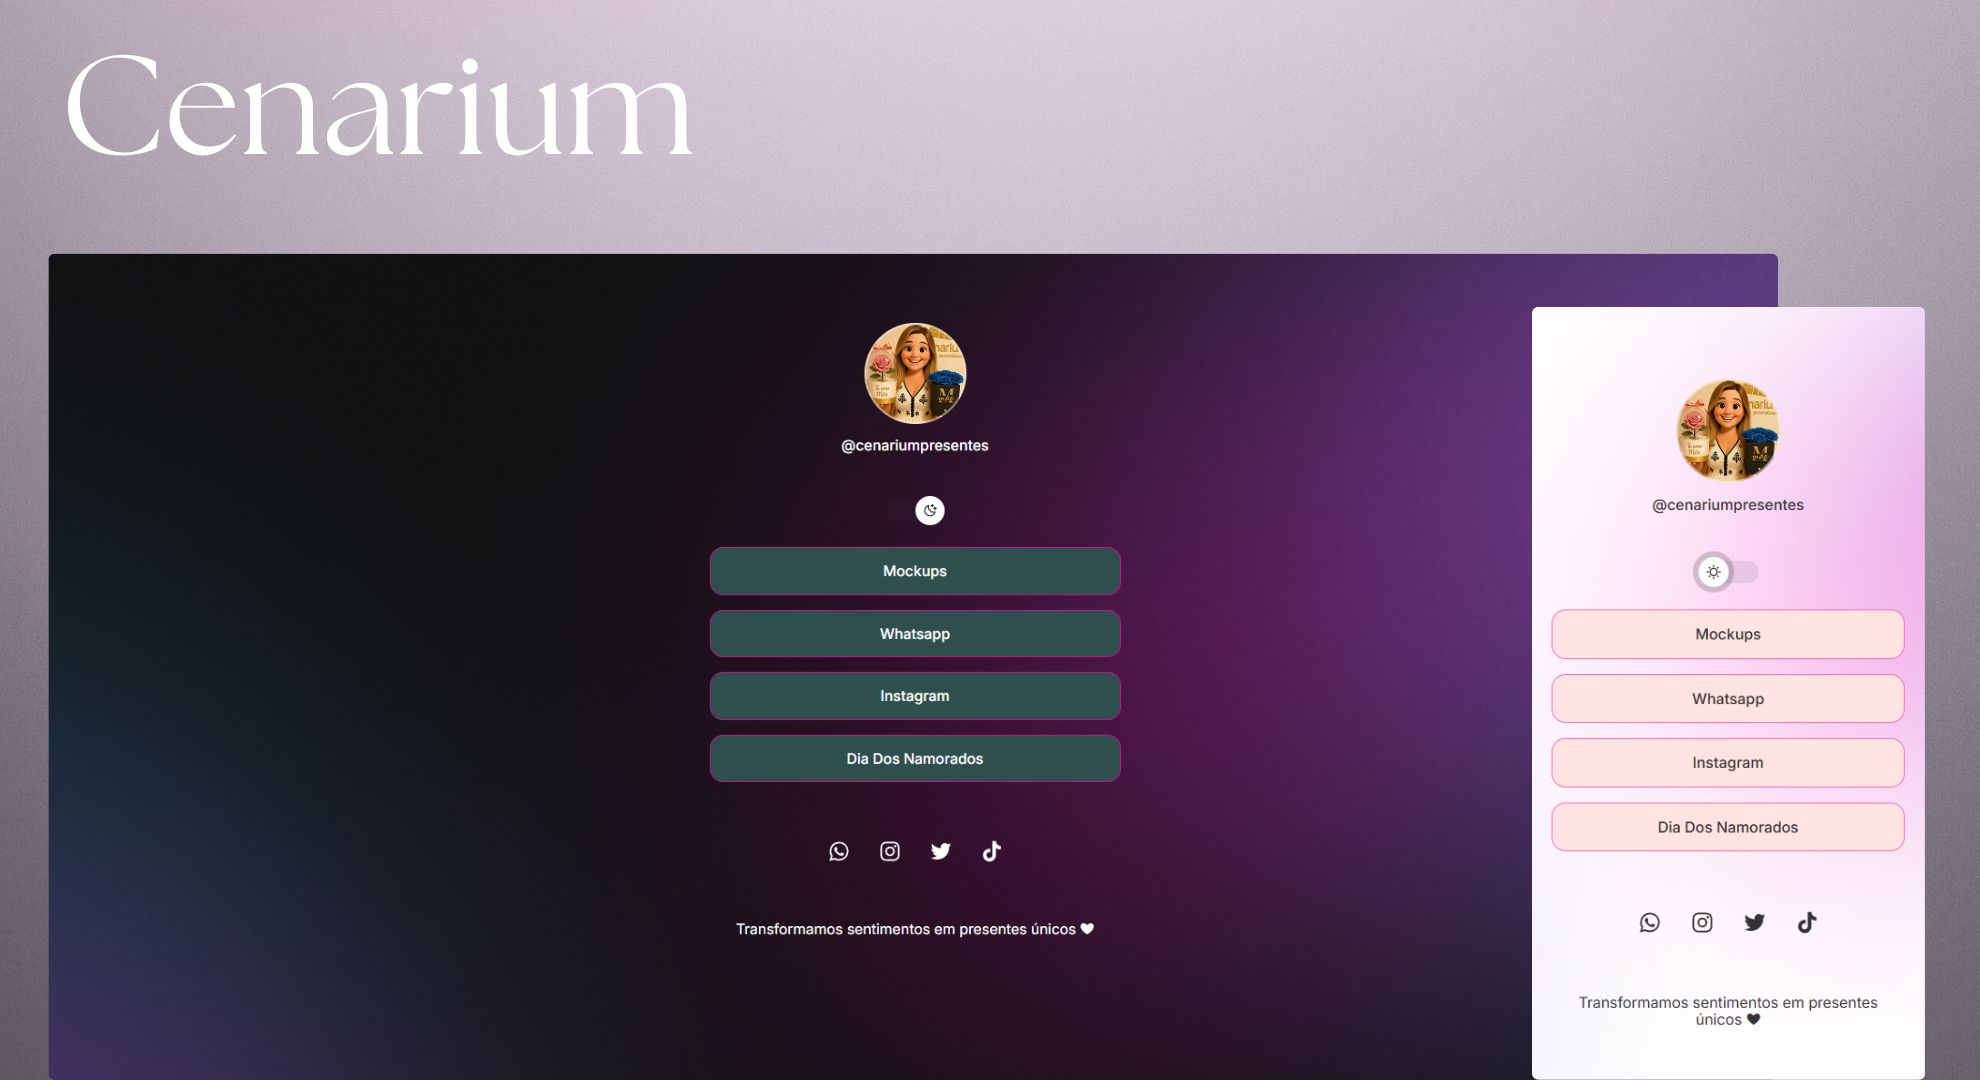 Cenarium
@cenariumpresentes
Mockups
Whatsapp
Instagram
Dia Dos Namorados
Transformamos sentimentos em presentes únicos
@cenariumpresentes
Mockups
Whatsapp
Instagram
Dia Dos Namorados
Transformamos sentimentos em presentes
únicos